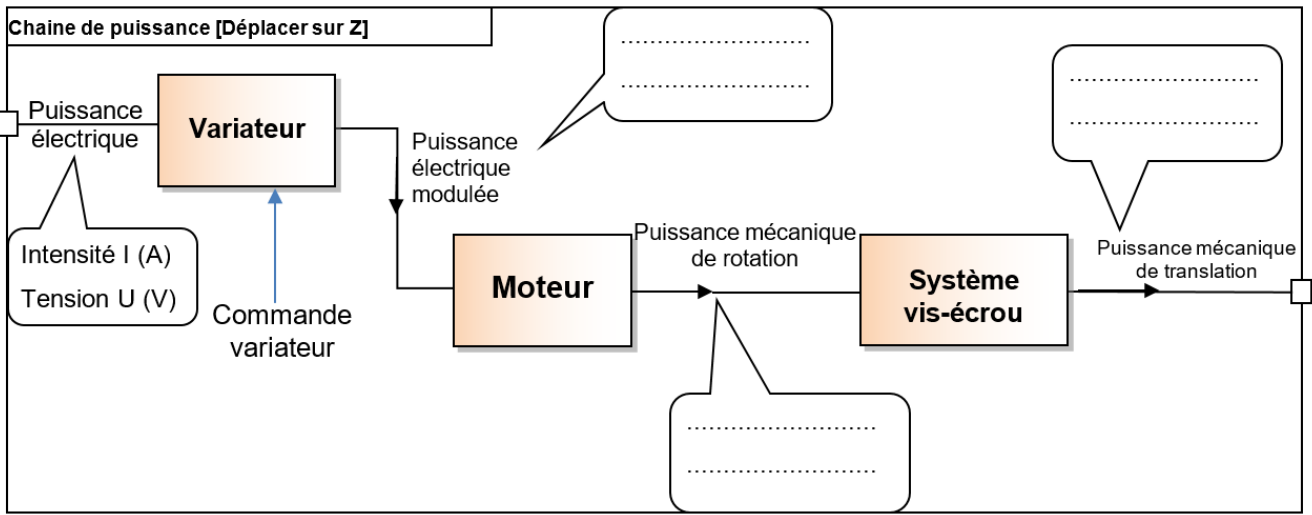 Chaine de puissance [Déplacer sur Z]
Puissance
électrique
Variateur
Puissance
électrique
modulée
........................
........................
........................
........................
Intensité I (A)
Tension U (V)
Commande
variateur
Moteur
Puissance mécanique
de rotation
Système
vis-écrou
Puissance mécanique
de translation
........................
........................